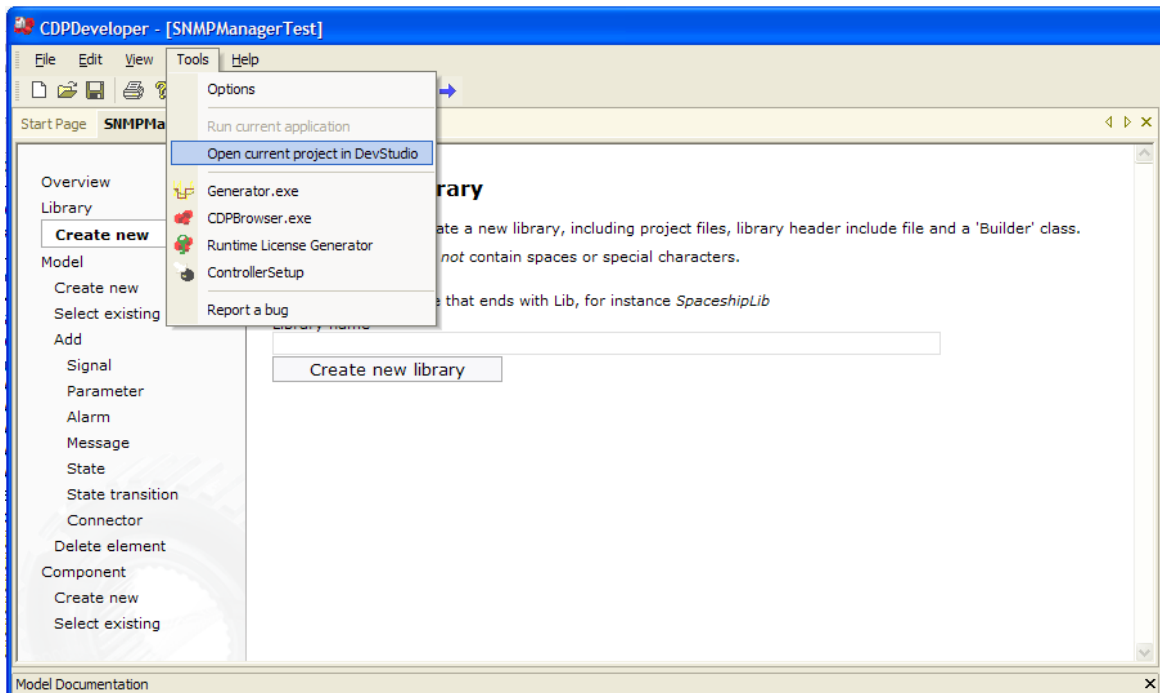 CDPDeveloper - [SNMPManagerTest]
File Edit View Tools Help
Start Page SNMPMa
Options
Run current application
Open current project in DevStudio
Generator.exe
CDPBrowser.exe
Runtime License Generator
ControllerSetup
Report a bug
Overview
Library
Create new
Model
Create new
Select existing
Add
Signal
Parameter
Alarm
Message
State
State transition
Connector
Delete element
Component
Create new
Select existing
rary
ate a new library, including project files, library header include file and a 'Builder' class.
not contain spaces or special characters.
e that ends with Lib, for instance SpaceshipLib
Library name
Create new library
Model Documentation